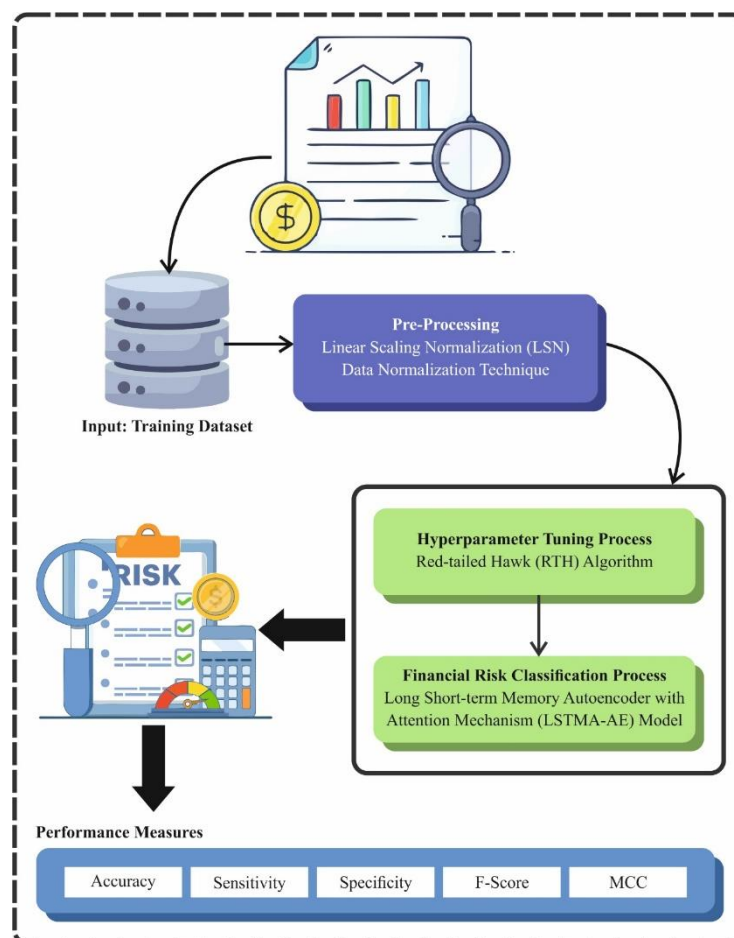 $
Pre-Processing
Linear Scaling Normalization (LSN)
Data Normalization Technique
Input: Training Dataset
Hyperparameter Tuning Process
Red-tailed Hawk (RTH) Algorithm
RISK
$
Financial Risk Classification Process
Long Short-term Memory Autoencoder with
Attention Mechanism (LSTMA-AE) Model
Performance Measures
Accuracy
Sensitivity
Specificity
F-Score
MCC